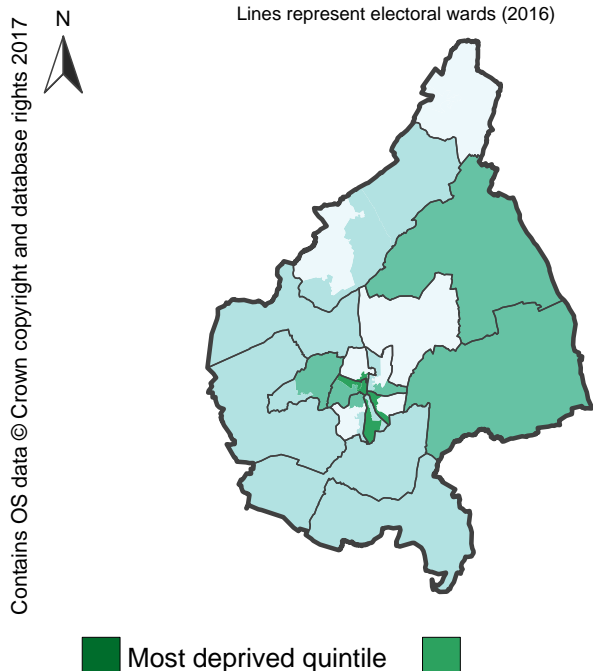 Lines represent electoral wards (2016)
N
Contains OS data © Crown copyright and database rights 2017
Most deprived quintile